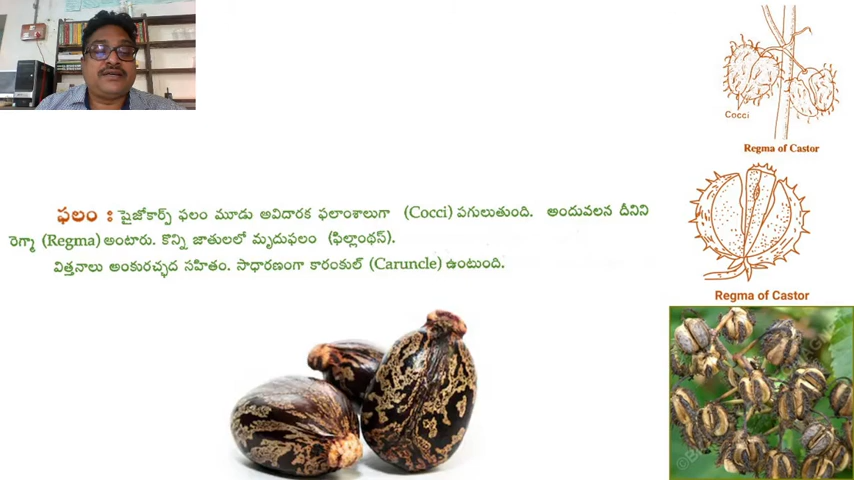 Cocci
Regma of Castor
ఫలం : షైజోకార్ప్ ఫలం మూడు అవిదారక ఫలాంశాలుగా (Cocci) పగులుతుంది. అందువలన దీనిని
రెగ్మా (Regma) అంటారు. కొన్ని జాతులలో మృదుఫలం (ఫిల్లాంథస్).
విత్తనాలు అంకురచ్ఛద సహితం. సాధారణంగా కారంకుల్ (Caruncle) ఉంటుంది.
Regma of Castor